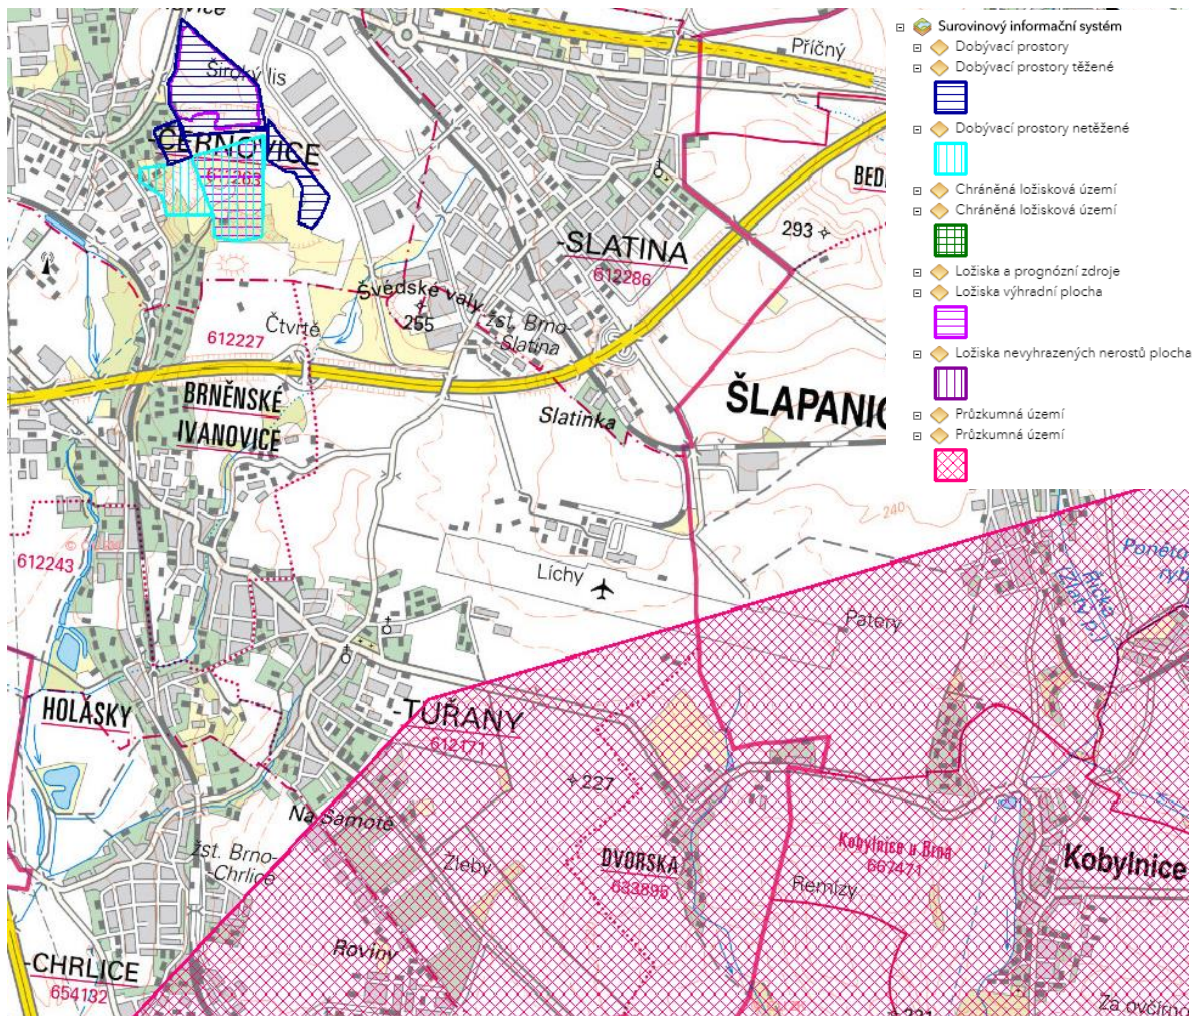 Surovinový informační systém
Dobývací prostory
Dobývací prostory těžené
Dobývací prostory netěžené
Chráněná ložisková území
Chráněná ložisková území
Ložiska a prognózní zdroje
Ložiska výhradní plocha
Ložiska nevyhrazených nerostů plocha
Průzkumná území
Průzkumná území
Příčný
Široký lis
-ČERNOVICE
BED
293
-SLATINA
612286
Švédské valy
255
žst. Brno-
Slatina
Čtvrtě
612227
BRNĚNSKÉ
IVANOVICE
Slatinka
ŠLAPANIC
240
612243
Líchy
Patery
Říčka
(Zlatý p.)
HOLÁSKY
-TUŘANY
612171
227
Na Samotě
žst. Brno-
-Chrlice
Žleby
DVORSKA
633895
Kobylnice u Brna
667471
Kobylnice
Remízy
Roviny
-CHRLICE
654132
221